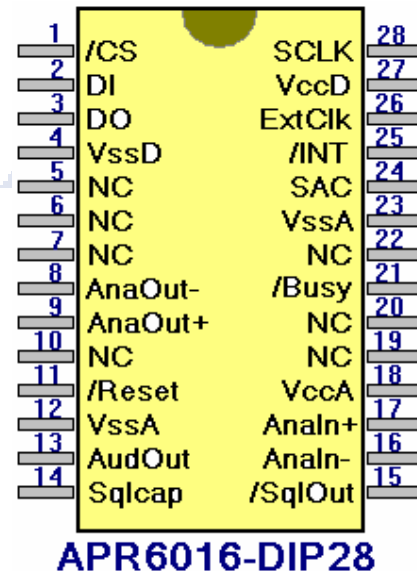 1 /CS SCLK 28
2 DI VccD 27
3 DO ExtClk 26
4 VssD /INT 25
5 NC SAC 24
6 NC VssA 23
7 NC NC 22
8 AnaOut- /Busy 21
9 AnaOut+ NC 20
10 NC NC 19
11 /Reset VccA 18
12 VssA AnaIn+ 17
13 AudOut AnaIn- 16
14 Sqlcap /SqlOut 15
APR6016-DIP28